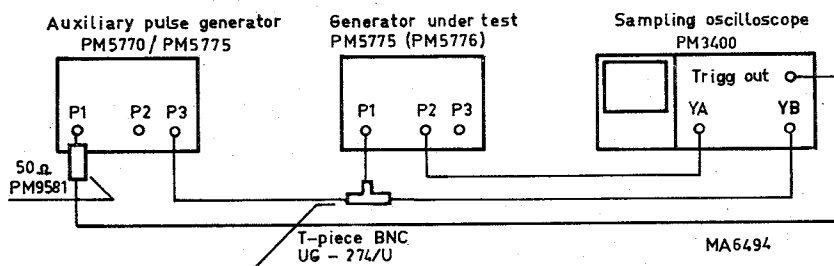 Auxiliary pulse generator
PM5770 / PM5775
Generator under test
PM5775 (PM5776)
Sampling oscilloscope
PM3400
Trigg out
P1
P2
P3
P1
P2
P3
YA
YB
50Ω
PM9581
T-piece BNC
UG - 274/U
MA6494